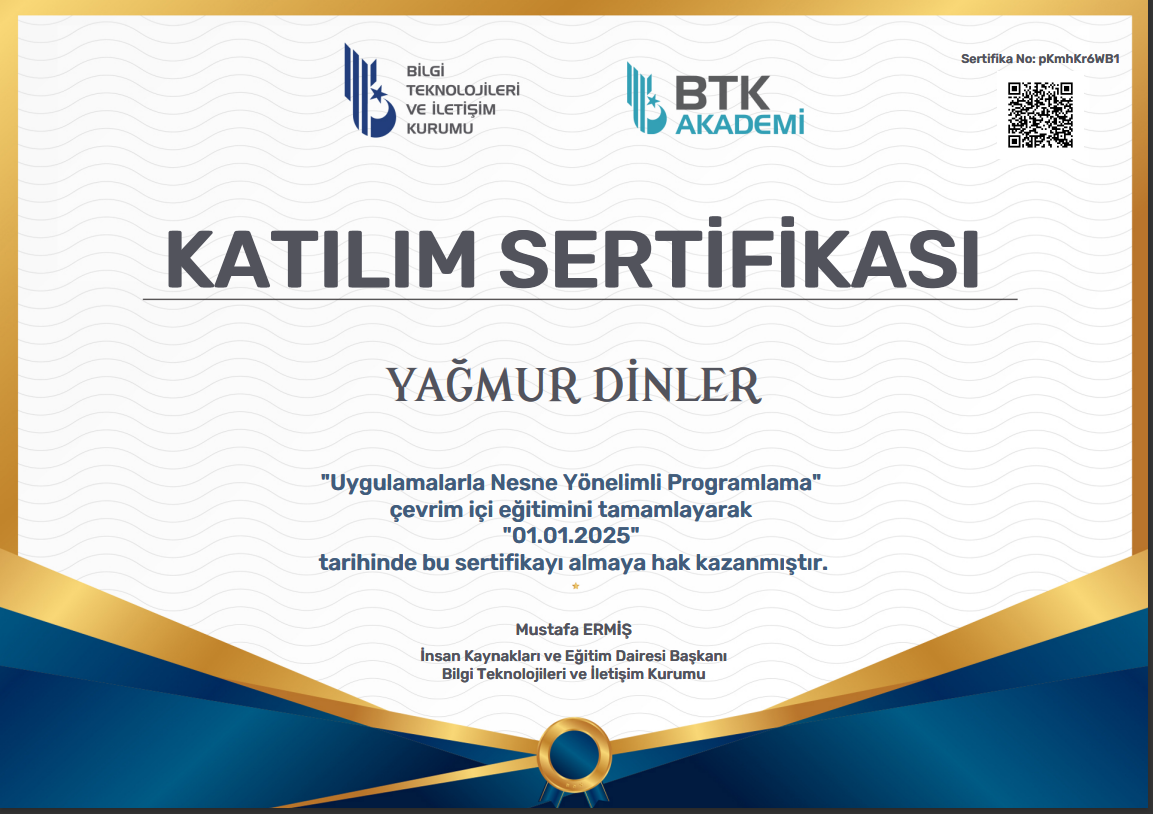 BİLGİ
TEKNOLOJİLERİ
VE İLETİŞİM
KURUMU
BTK
AKADEMİ
Sertifika No: pKmhKr6WB1
KATILIM SERTİFİKASI
YAĞMUR DİNLER
"Uygulamalarla Nesne Yönelimli Programlama"
çevrim içi eğitimini tamamlayarak
"01.01.2025"
tarihinde bu sertifikayı almaya hak kazanmıştır.
Mustafa ERMİŞ
İnsan Kaynakları ve Eğitim Dairesi Başkanı
Bilgi Teknolojileri ve İletişim Kurumu